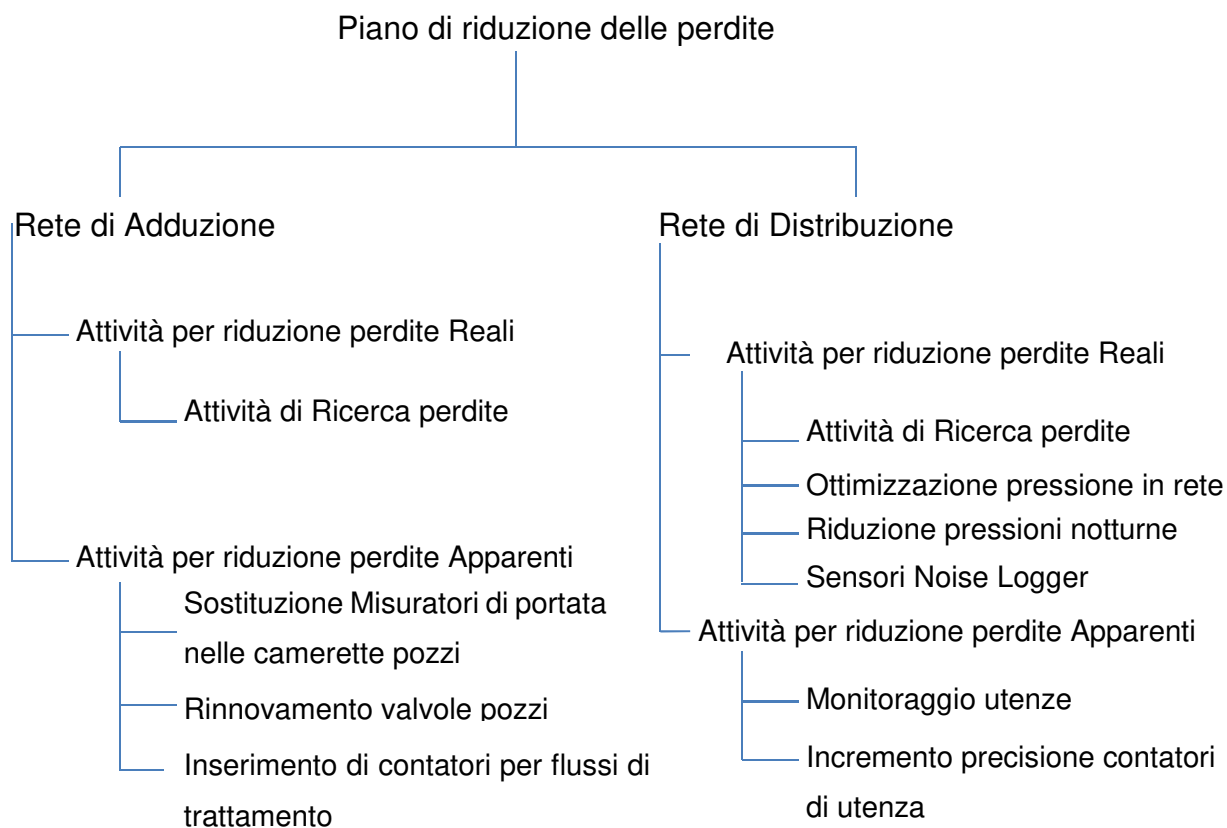 Piano di riduzione delle perdite
Rete di Adduzione
Attività per riduzione perdite Reali
Attività di Ricerca perdite
Attività per riduzione perdite Apparenti
Sostituzione Misuratori di portata
nelle camerette pozzi
Rinnovamento valvole pozzi
Inserimento di contatori per flussi di
trattamento
Rete di Distribuzione
Attività per riduzione perdite Reali
Attività di Ricerca perdite
Ottimizzazione pressione in rete
Riduzione pressioni notturne
Sensori Noise Logger
Attività per riduzione perdite Apparenti
Monitoraggio utenze
Incremento precisione contatori
di utenza